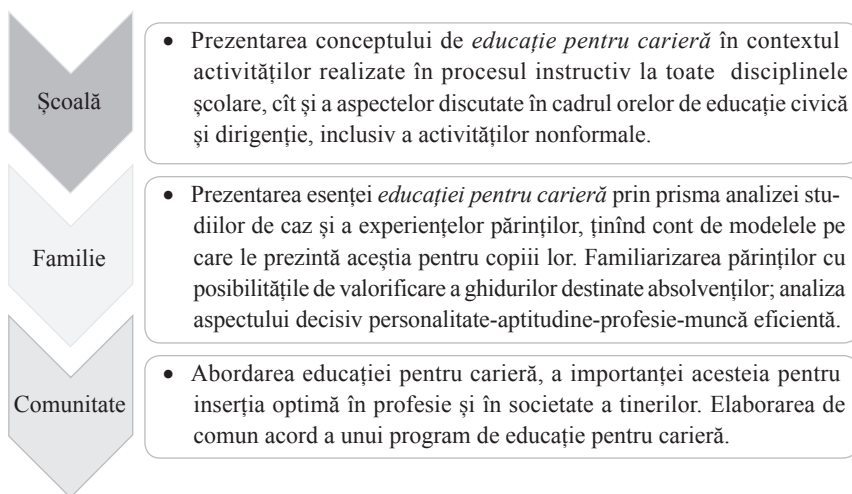 Școală
• Prezentarea conceptului de educație pentru carieră în contextul
activităților realizate în procesul instructiv la toate disciplinele
școlare, cît și a aspectelor discutate în cadrul orelor de educație civică
și dirigenție, inclusiv a activităților nonformale.
Familie
• Prezentarea esenței educației pentru carieră prin prisma analizei stu-
diilor de caz și a experiențelor părinților, ținînd cont de modelele pe
care le prezintă aceștia pentru copiii lor. Familiarizarea părinților cu
posibilitățile de valorificare a ghidurilor destinate absolvenților; analiza
aspectului decisiv personalitate-aptitudine-profesie-muncă eficientă.
Comunitate
• Abordarea educației pentru carieră, a importanței acesteia pentru
inserția optimă în profesie și în societate a tinerilor. Elaborarea de
comun acord a unui program de educație pentru carieră.